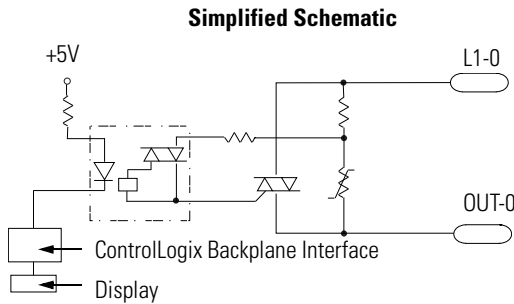 Simplified Schematic
+5V
L1-0
OUT-0
ControlLogix Backplane Interface
Display